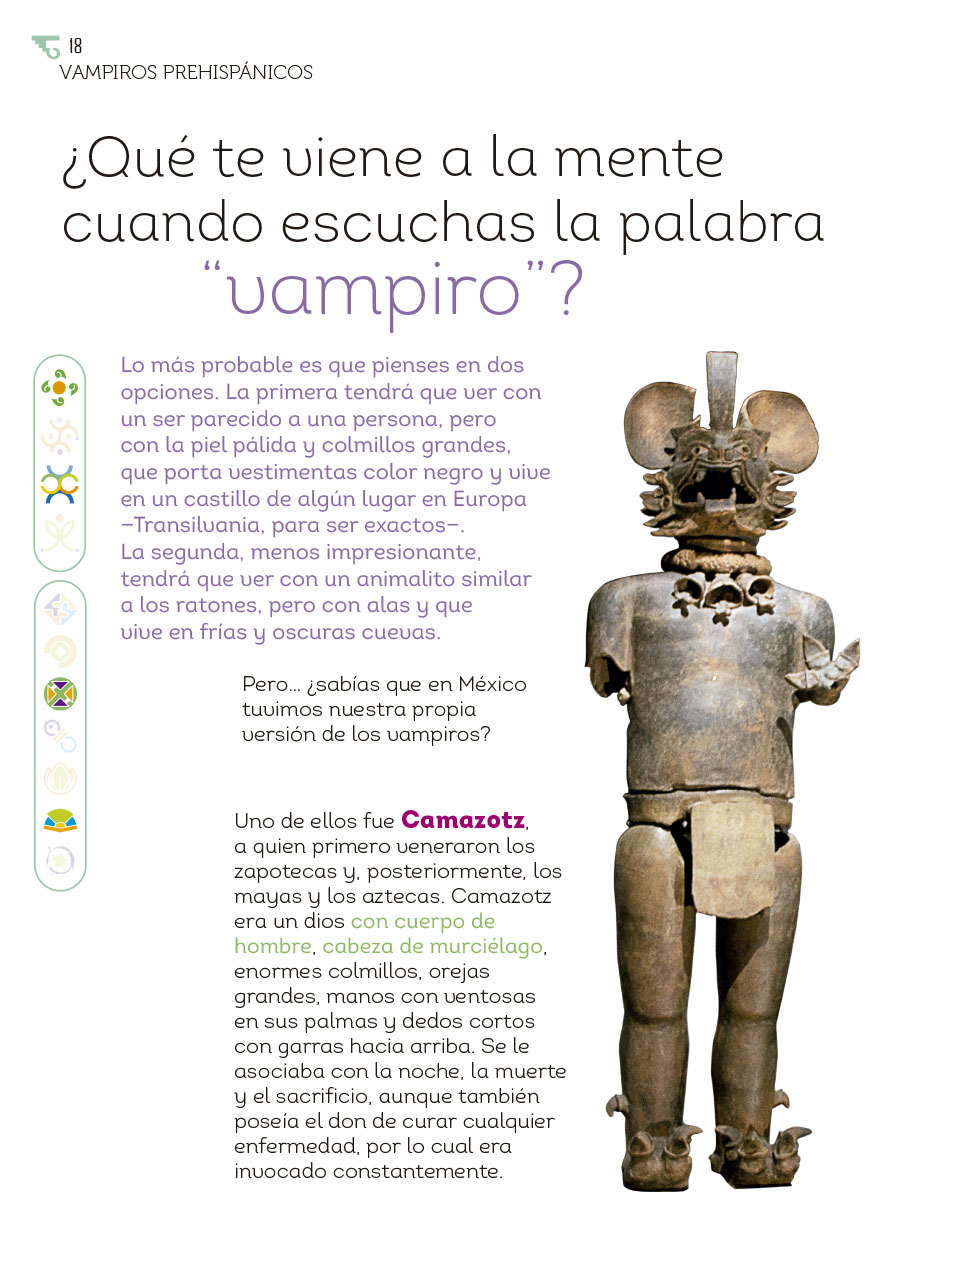 18
VAMPIROS PREHISPÁNICOS
¿Qué te viene a la mente
cuando escuchas la palabra
“vampiro”?
Lo más probable es que pienses en dos
opciones. La primera tendrá que ver con
un ser parecido a una persona, pero
con la piel pálida y colmillos grandes,
que porta vestimentas color negro y vive
en un castillo de algún lugar en Europa
—Transilvania, para ser exactos—.
La segunda, menos impresionante,
tendrá que ver con un animalito similar
a los ratones, pero con alas y que
vive en frías y oscuras cuevas.
Pero... ¿sabías que en México
tuvimos nuestra propia
versión de los vampiros?
Uno de ellos fue Camazotz,
a quien primero veneraron los
zapotecas y, posteriormente, los
mayas y los aztecas. Camazotz
era un dios con cuerpo de
hombre, cabeza de murciélago,
enormes colmillos, orejas
grandes, manos con ventosas
en sus palmas y dedos cortos
con garras hacia arriba. Se le
asociaba con la noche, la muerte
y el sacrificio, aunque también
poseía el don de curar cualquier
enfermedad, por lo cual era
invocado constantemente.